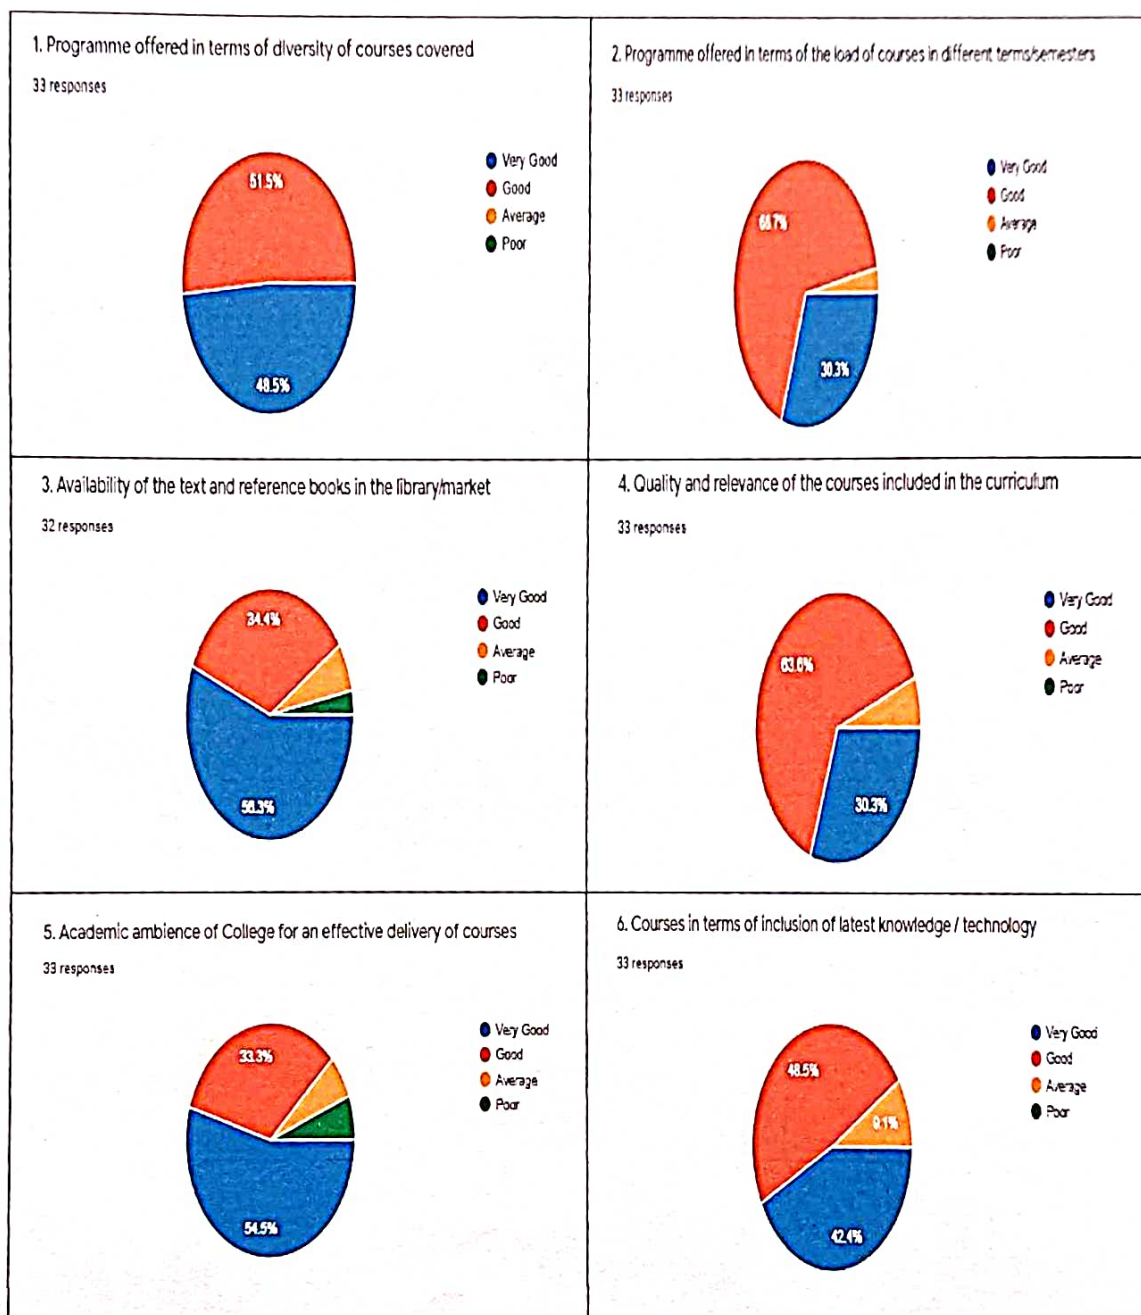 1. Programme offered in terms of diversity of courses covered
33 responses
51.5%
48.5%
Very Good
Good
Average
Poor
2. Programme offered in terms of the load of courses in different terms/semesters
33 responses
66.7%
30.3%
Very Good
Good
Average
Poor
3. Availability of the text and reference books in the library/market
32 responses
34.4%
56.3%
Very Good
Good
Average
Poor
4. Quality and relevance of the courses included in the curriculum
33 responses
63.6%
30.3%
Very Good
Good
Average
Poor
5. Academic ambience of College for an effective delivery of courses
33 responses
33.3%
54.5%
Very Good
Good
Average
Poor
6. Courses in terms of inclusion of latest knowledge / technology
33 responses
48.5%
9.1%
42.4%
Very Good
Good
Average
Poor